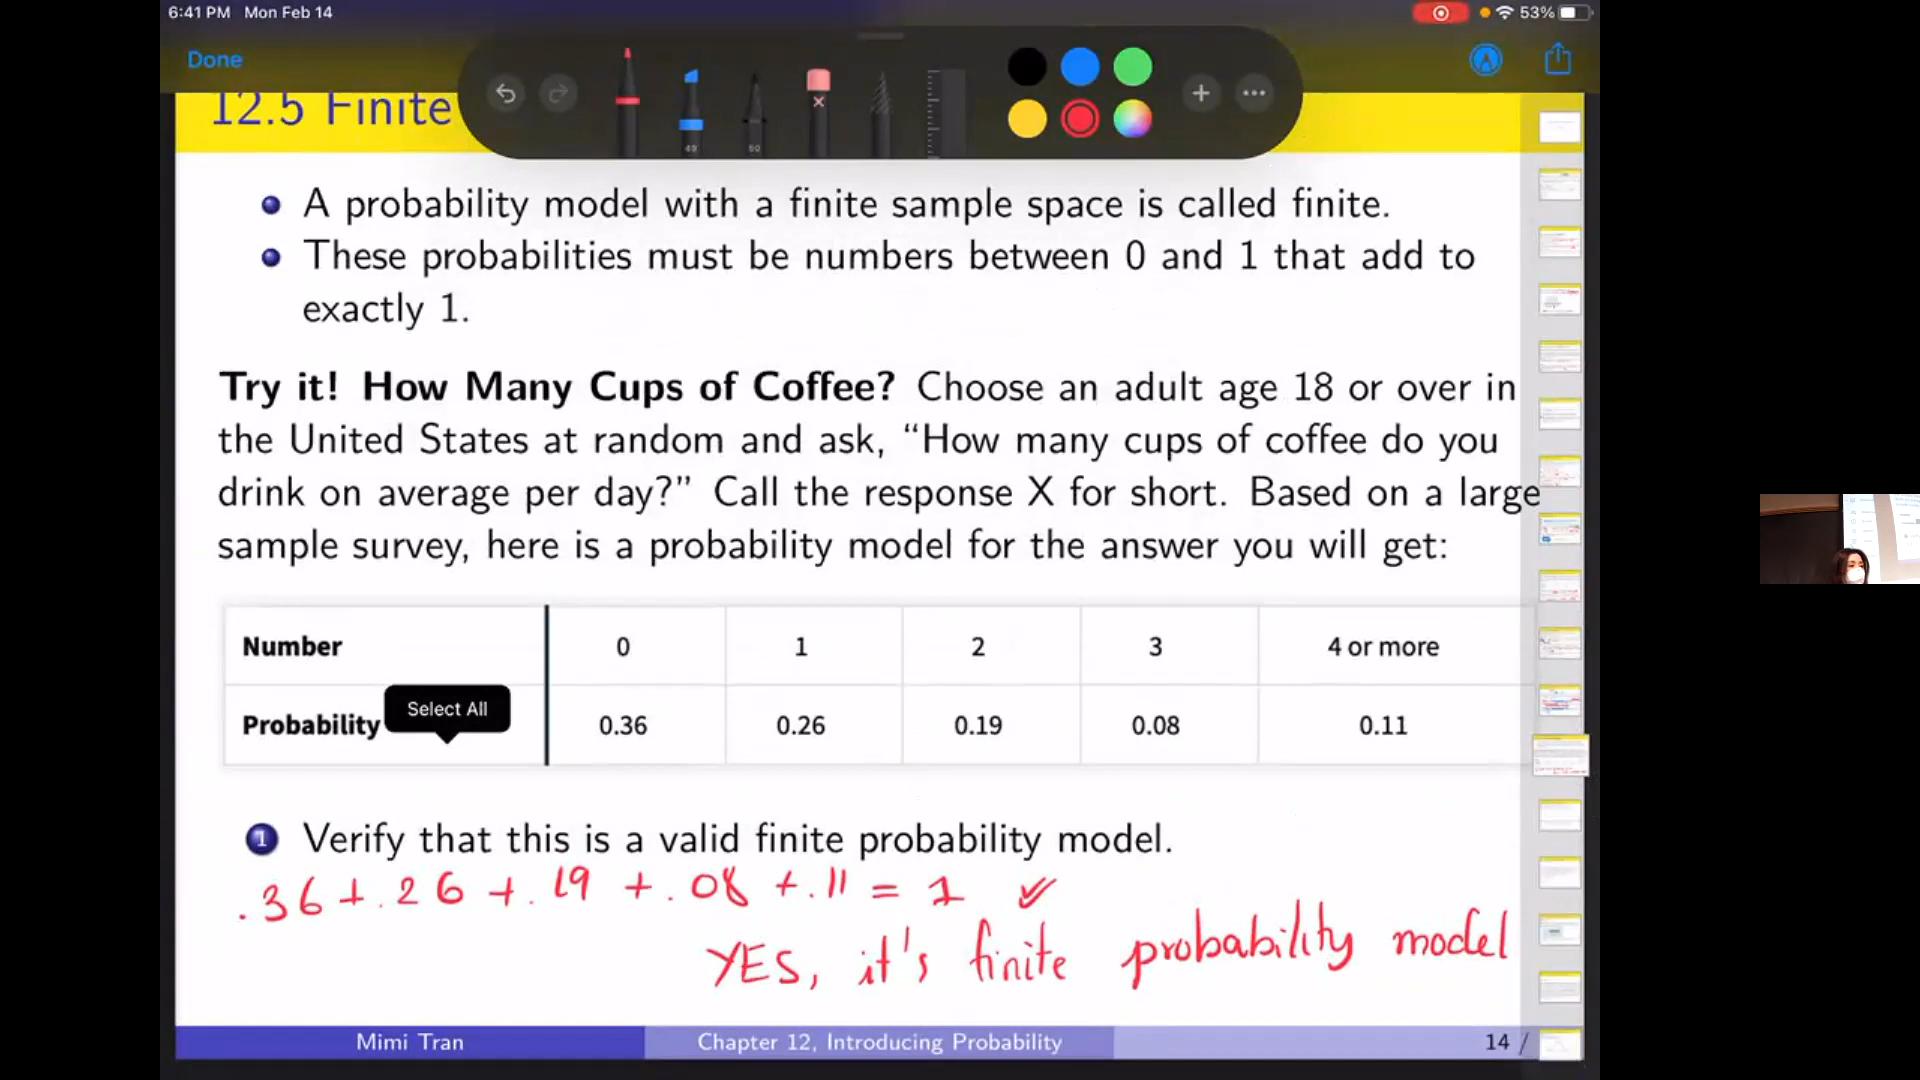 6:41 PM Mon Feb 14
53%
Done
12.5 Finite
49
50
A probability model with a finite sample space is called finite.
These probabilities must be numbers between 0 and 1 that add to
exactly 1.
Try it! How Many Cups of Coffee? Choose an adult age 18 or over in
the United States at random and ask, “How many cups of coffee do you
drink on average per day?” Call the response X for short. Based on a large
sample survey, here is a probability model for the answer you will get:
Number 0 1 2 3 4 or more
Select All
Probability 0.36 0.26 0.19 0.08 0.11
1 Verify that this is a valid finite probability model.
.36 + .26 + .19 + .08 + .11 = 1 ✓
YES, it's finite probability model
Mimi Tran Chapter 12, Introducing Probability 14 /